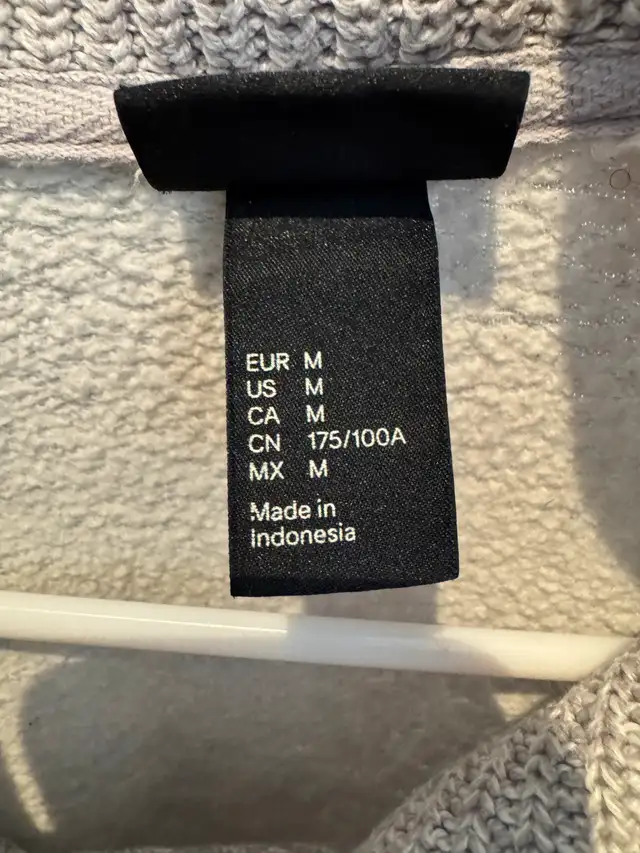 EUR M
US M
CA M
CN 175/100A
MX M
Made in
Indonesia